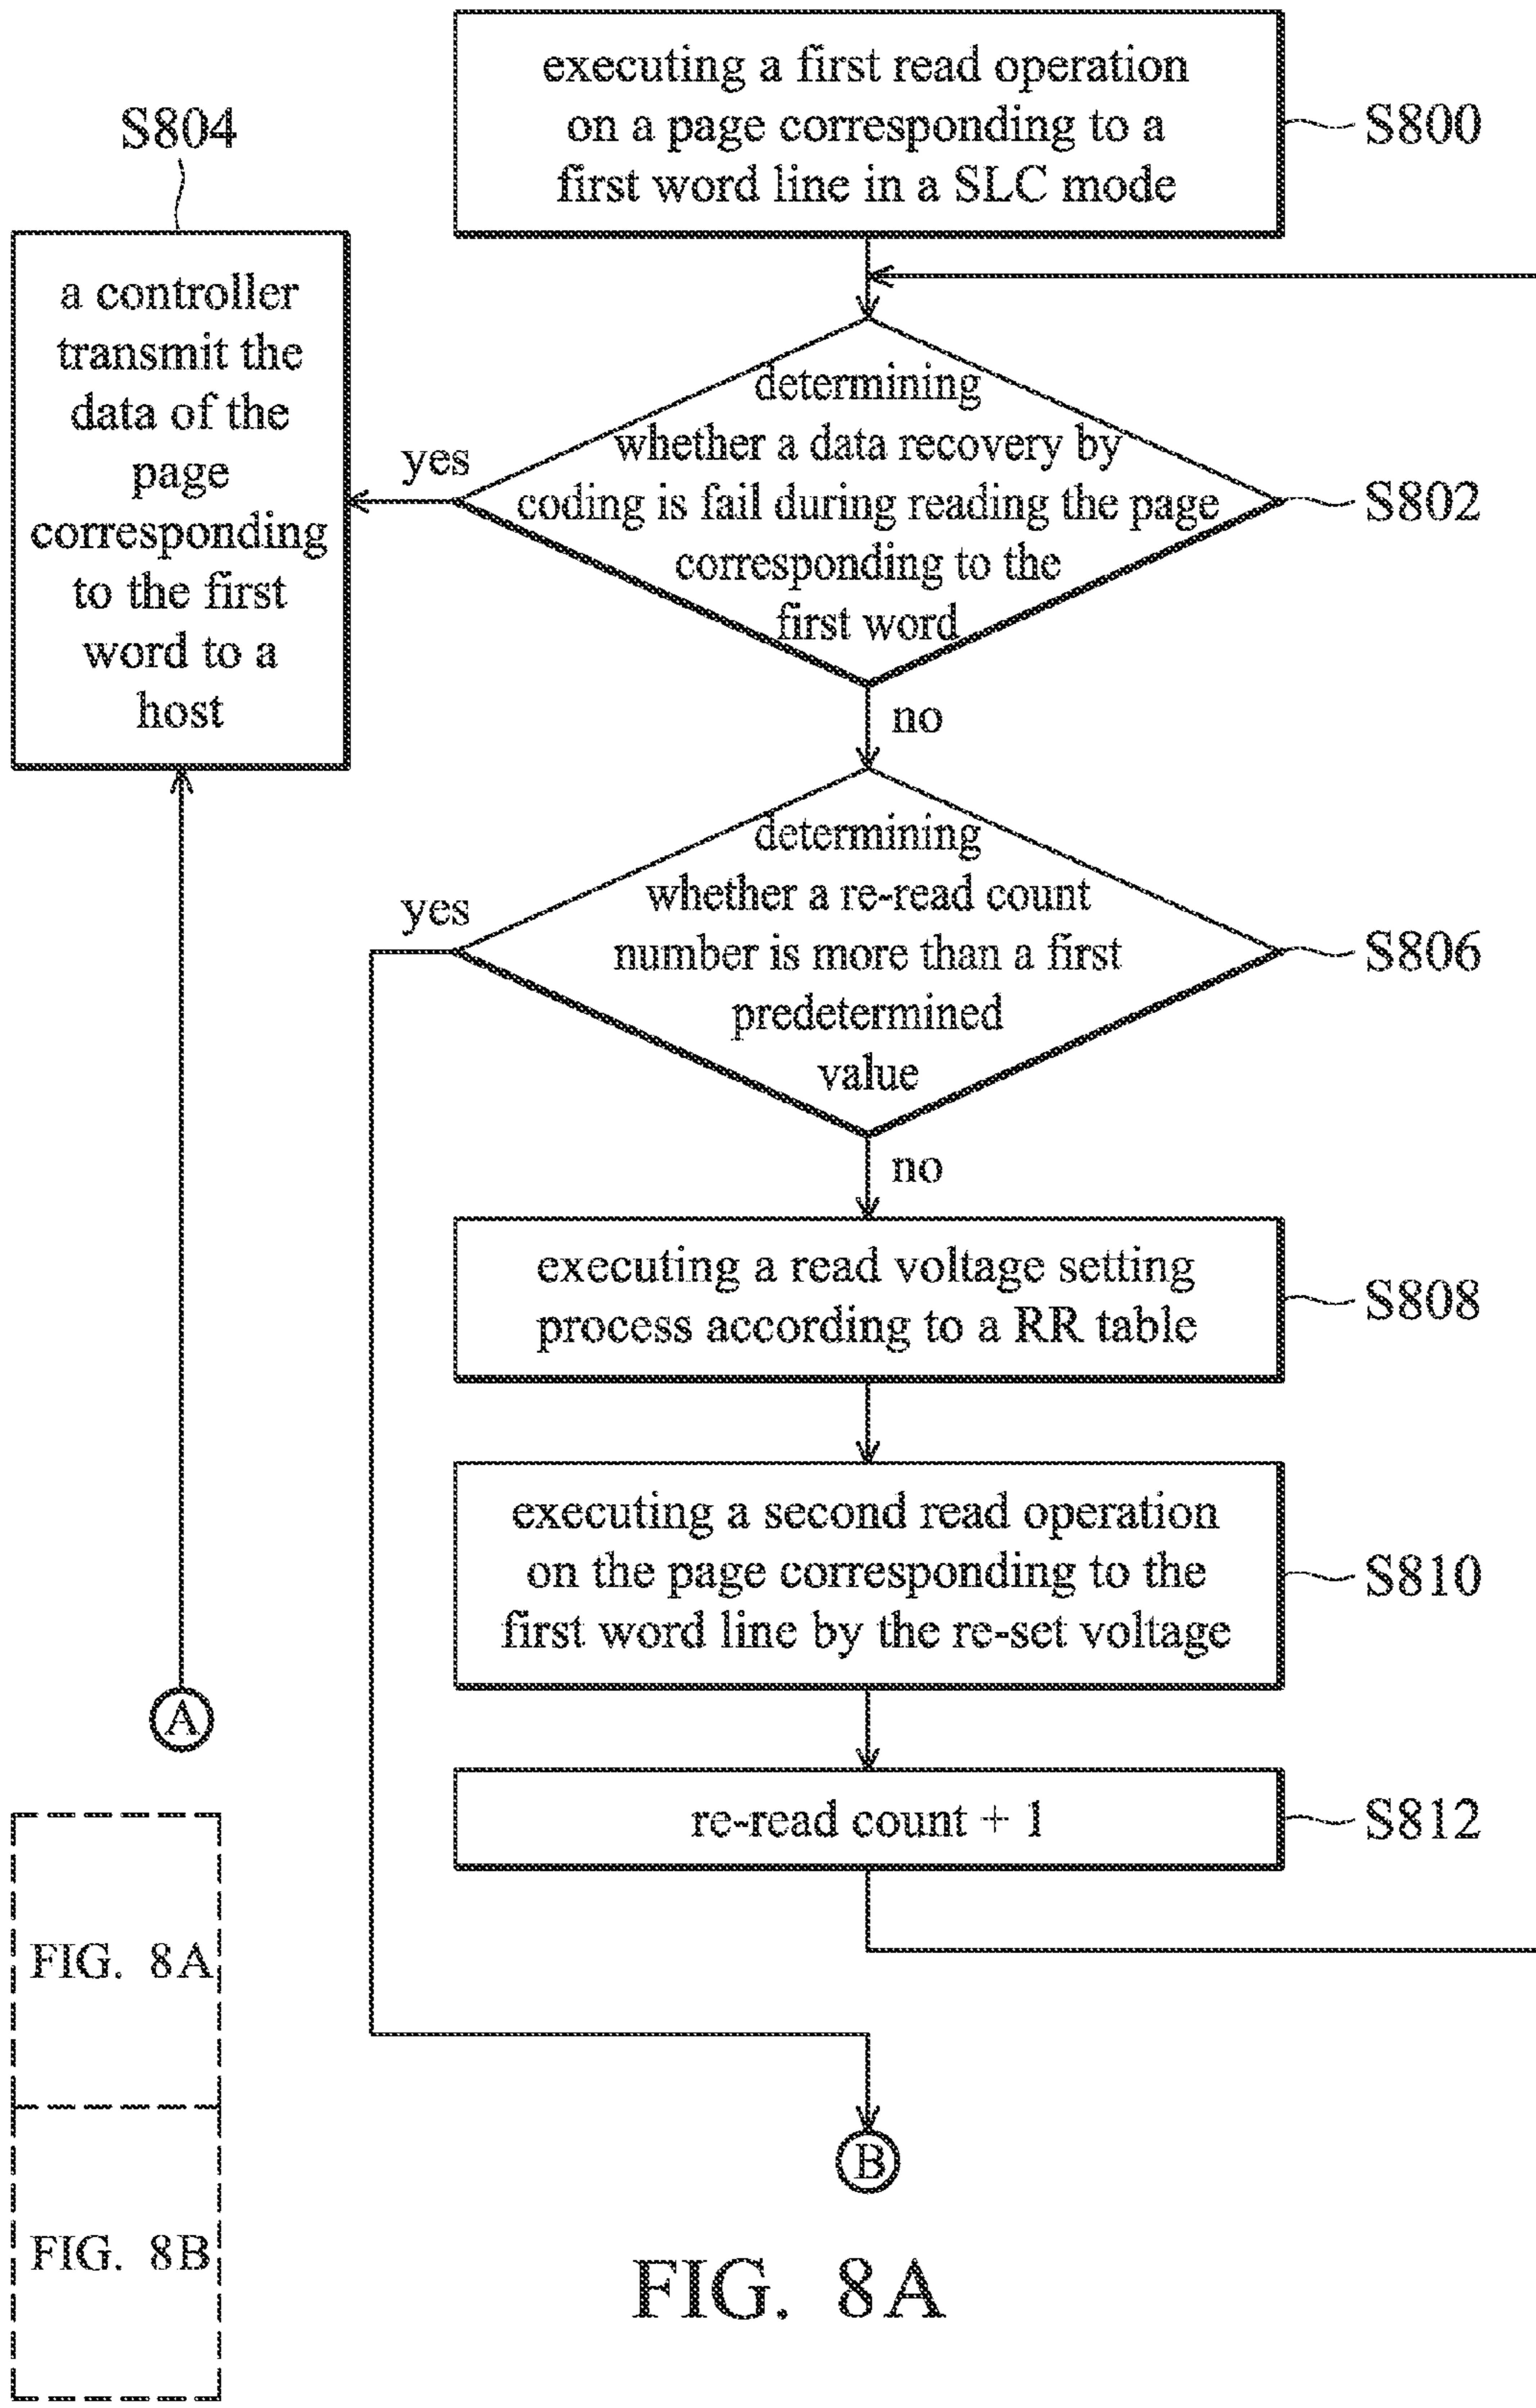 executing a first read operation
on a page corresponding to a
first word line in a SLC mode
S800
S804
a controller
transmit the
data of the
page
corresponding
to the first
word to a
host
determining
whether a data recovery by
coding is fail during reading the page
corresponding to the
first word
S802
yes
no
determining
whether a re-read count
number is more than a first
predetermined
value
S806
yes
no
executing a read voltage setting
process according to a RR table
S808
executing a second read operation
on the page corresponding to the
first word line by the re-set voltage
S810
re-read count + 1
S812
A
B
FIG. 8A
FIG. 8B
FIG. 8A